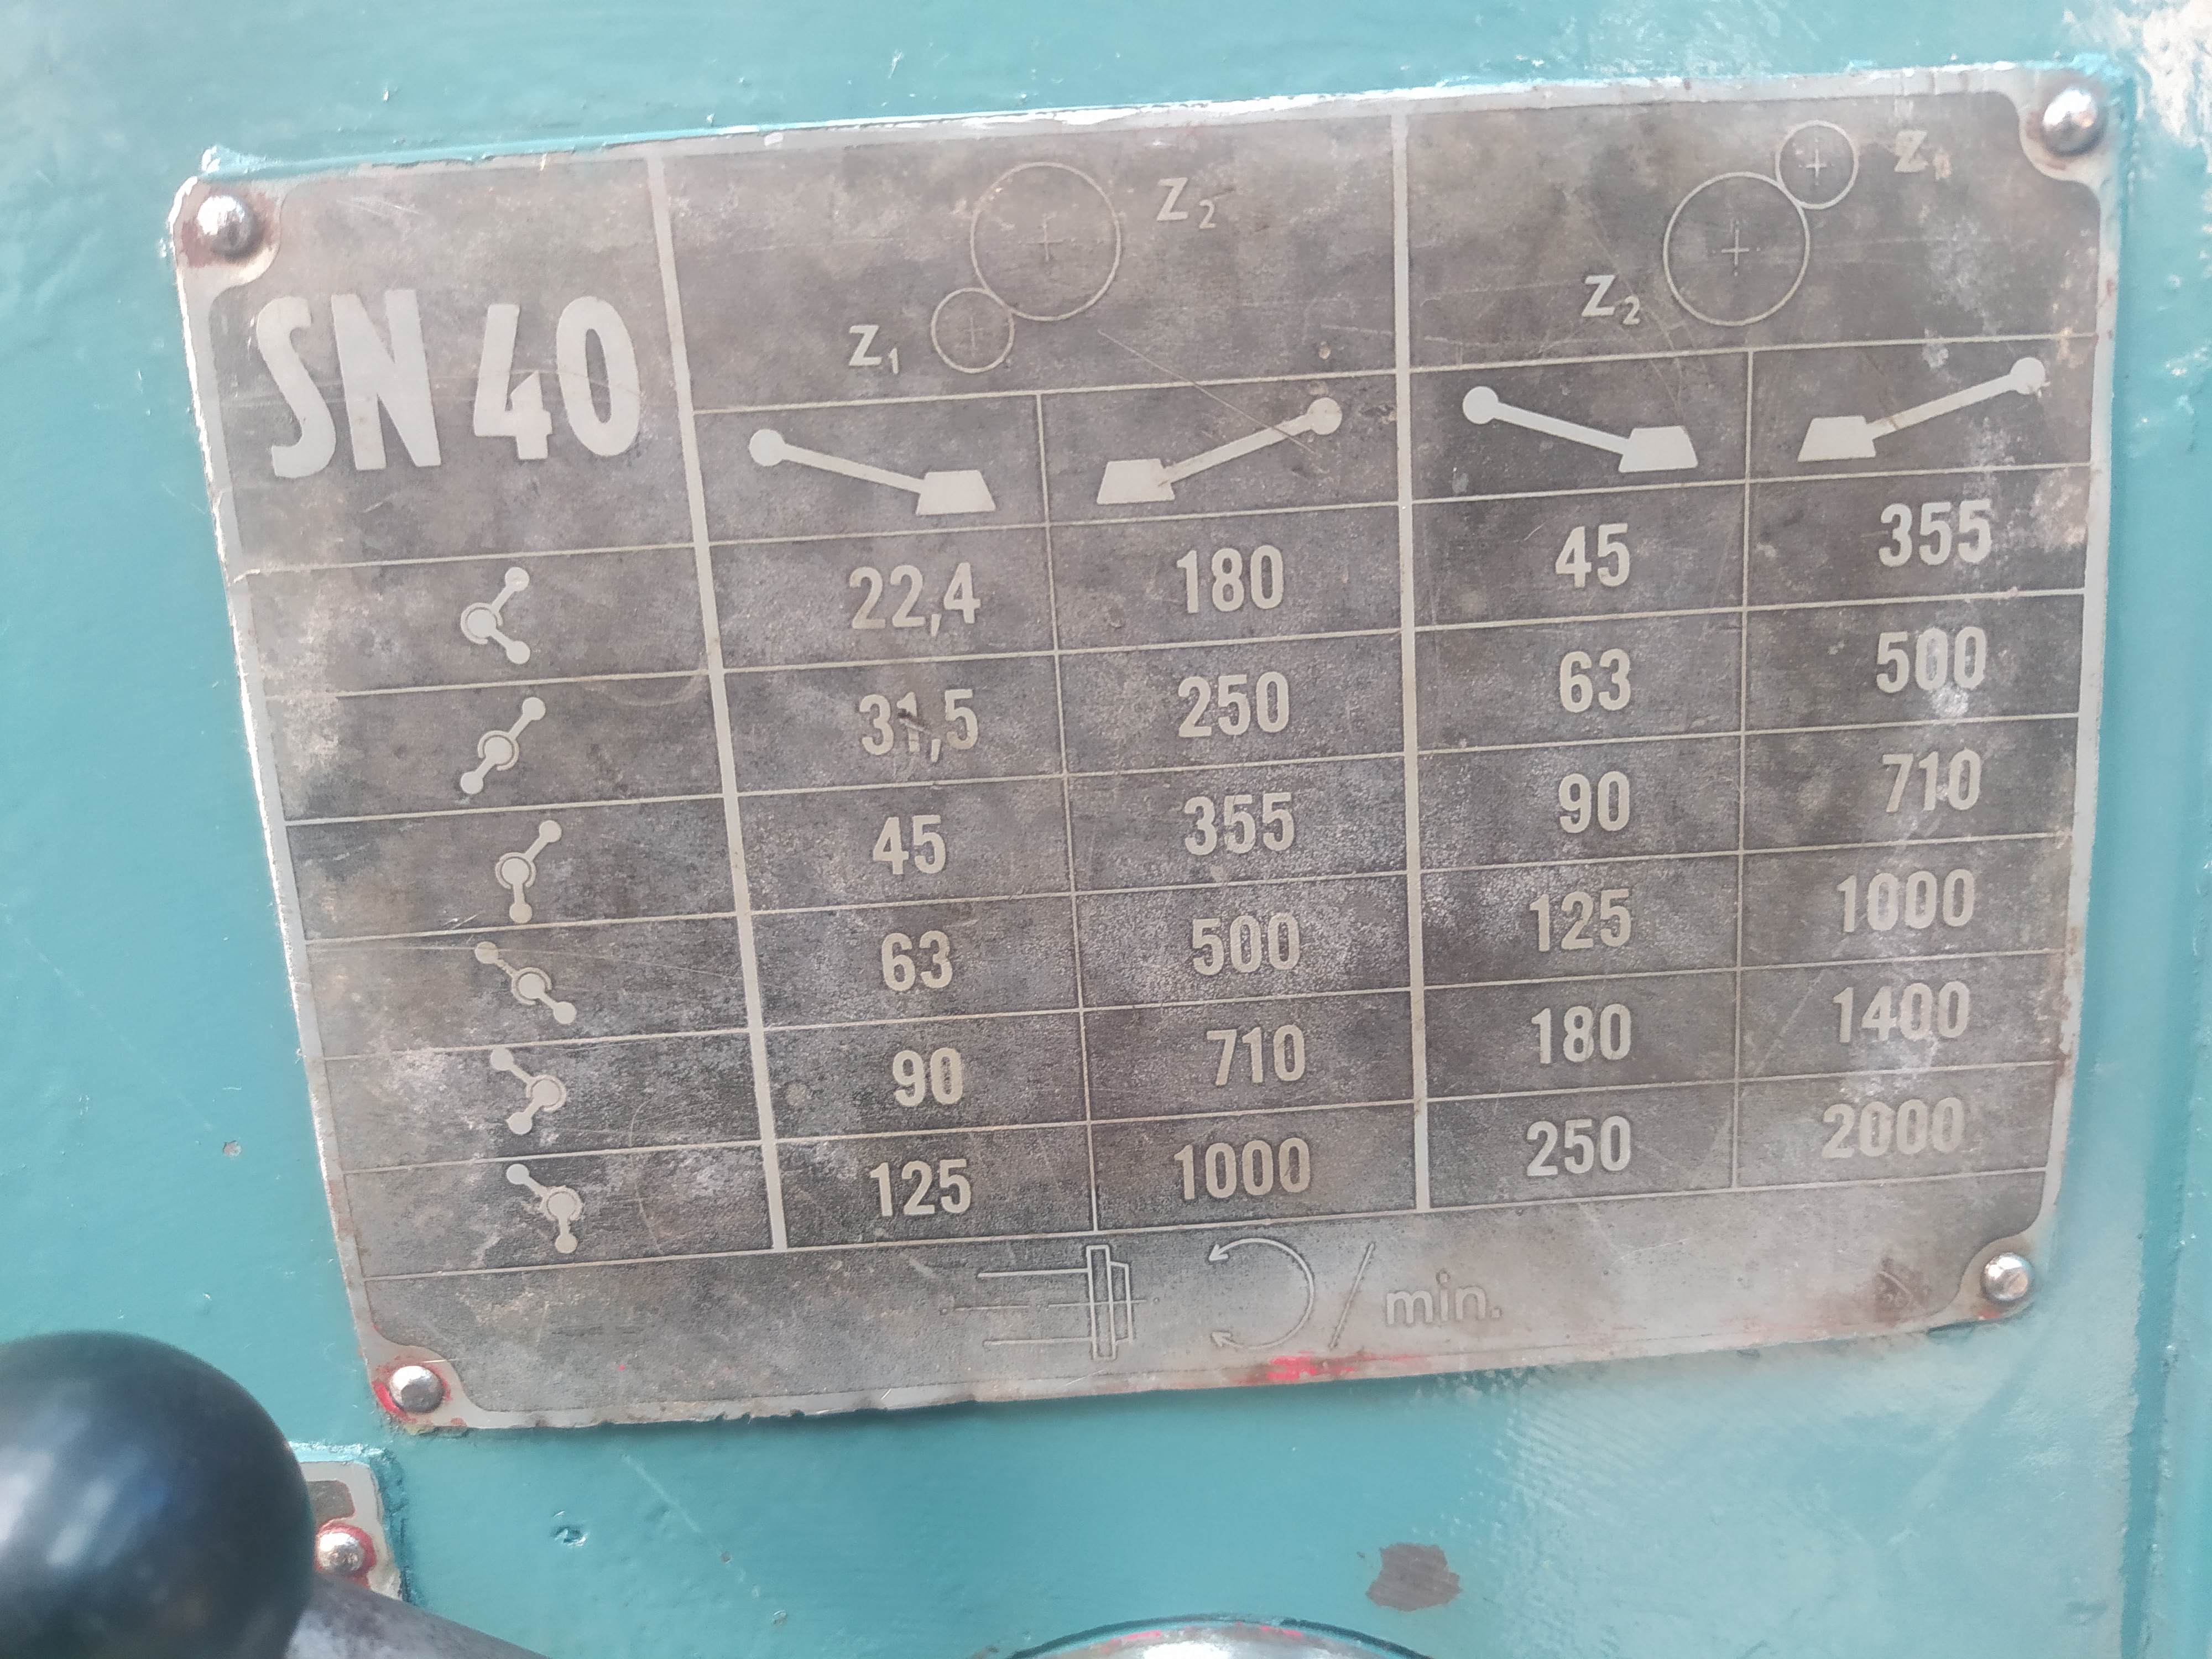 Z₂ Z₁
Z₁ Z₂
SN 40
22,4 180 45 355
31,5 250 63 500
45 355 90 710
63 500 125 1000
90 710 180 1400
125 1000 250 2000
/ min.